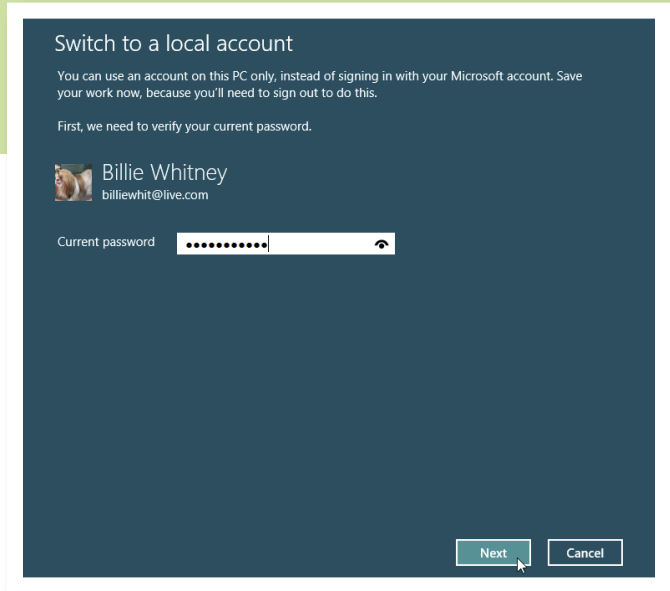 Switch to a local account
You can use an account on this PC only, instead of signing in with your Microsoft account. Save
your work now, because you'll need to sign out to do this.
First, we need to verify your current password.
Billie Whitney
billiewhit@live.com
Current password
●●●●●●●●●●●
Next
Cancel